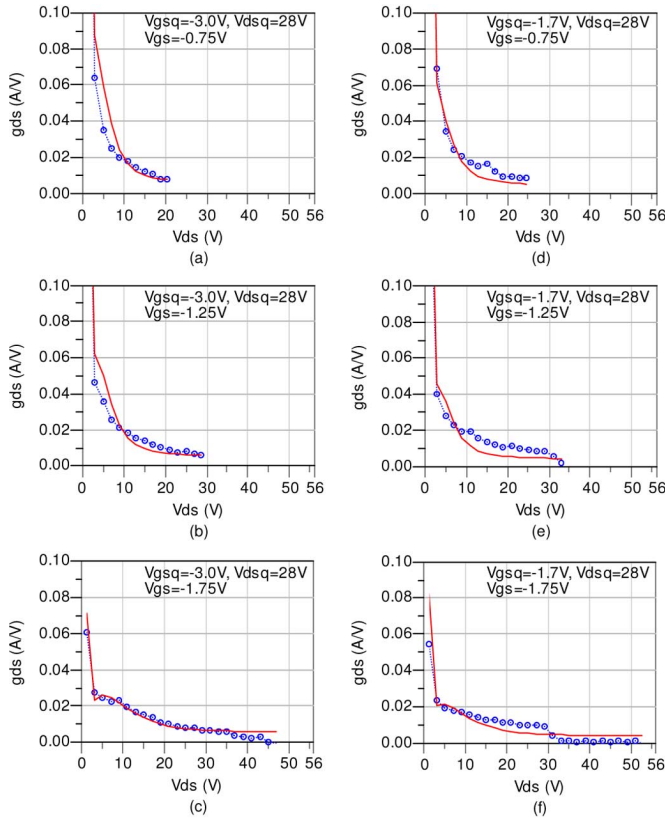 Vgsq=-3.0V, Vdsq=28V
Vgs=-0.75V
gds (A/V)
0.10
0.08
0.06
0.04
0.02
0.00
0 10 20 30 40 50 56
Vds (V)
(a)
Vgsq=-1.7V, Vdsq=28V
Vgs=-0.75V
gds (A/V)
0.10
0.08
0.06
0.04
0.02
0.00
0 10 20 30 40 50 56
Vds (V)
(d)
Vgsq=-3.0V, Vdsq=28V
Vgs=-1.25V
gds (A/V)
0.10
0.08
0.06
0.04
0.02
0.00
0 10 20 30 40 50 56
Vds (V)
(b)
Vgsq=-1.7V, Vdsq=28V
Vgs=-1.25V
gds (A/V)
0.10
0.08
0.06
0.04
0.02
0.00
0 10 20 30 40 50 56
Vds (V)
(e)
Vgsq=-3.0V, Vdsq=28V
Vgs=-1.75V
gds (A/V)
0.10
0.08
0.06
0.04
0.02
0.00
0 10 20 30 40 50 56
Vds (V)
(c)
Vgsq=-1.7V, Vdsq=28V
Vgs=-1.75V
gds (A/V)
0.10
0.08
0.06
0.04
0.02
0.00
0 10 20 30 40 50 56
Vds (V)
(f)